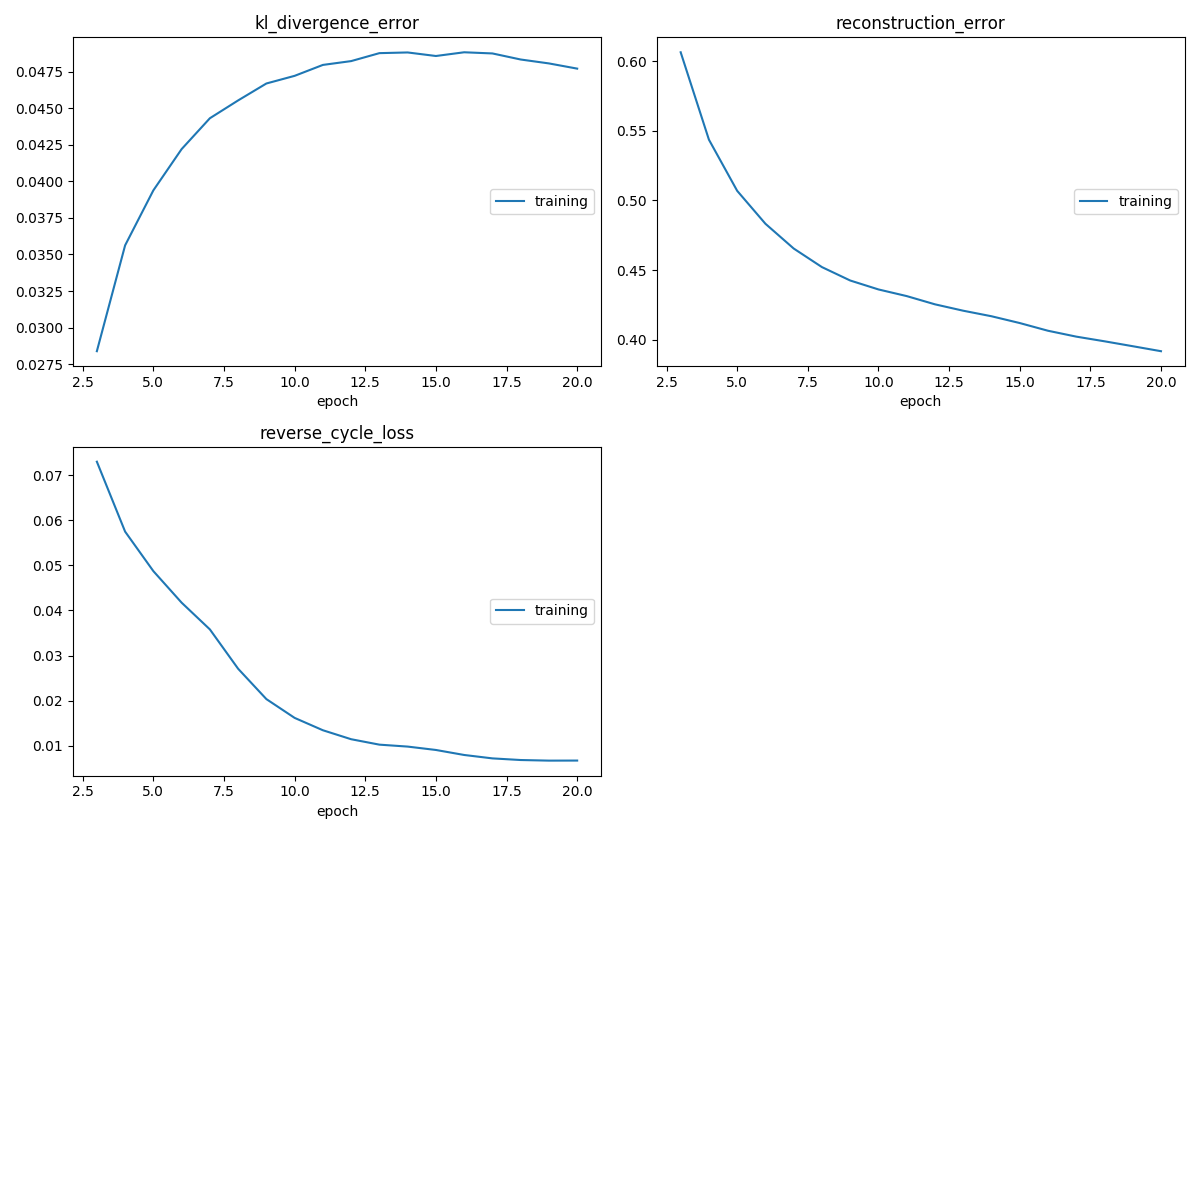 kl_divergence_error
0.0475
0.0450
0.0425
0.0400
0.0375
0.0350
0.0325
0.0300
0.0275
training
2.5 5.0 7.5 10.0 12.5 15.0 17.5 20.0
epoch
reconstruction_error
0.60
0.55
0.50
0.45
0.40
training
2.5 5.0 7.5 10.0 12.5 15.0 17.5 20.0
epoch
reverse_cycle_loss
0.07
0.06
0.05
0.04
0.03
0.02
0.01
training
2.5 5.0 7.5 10.0 12.5 15.0 17.5 20.0
epoch